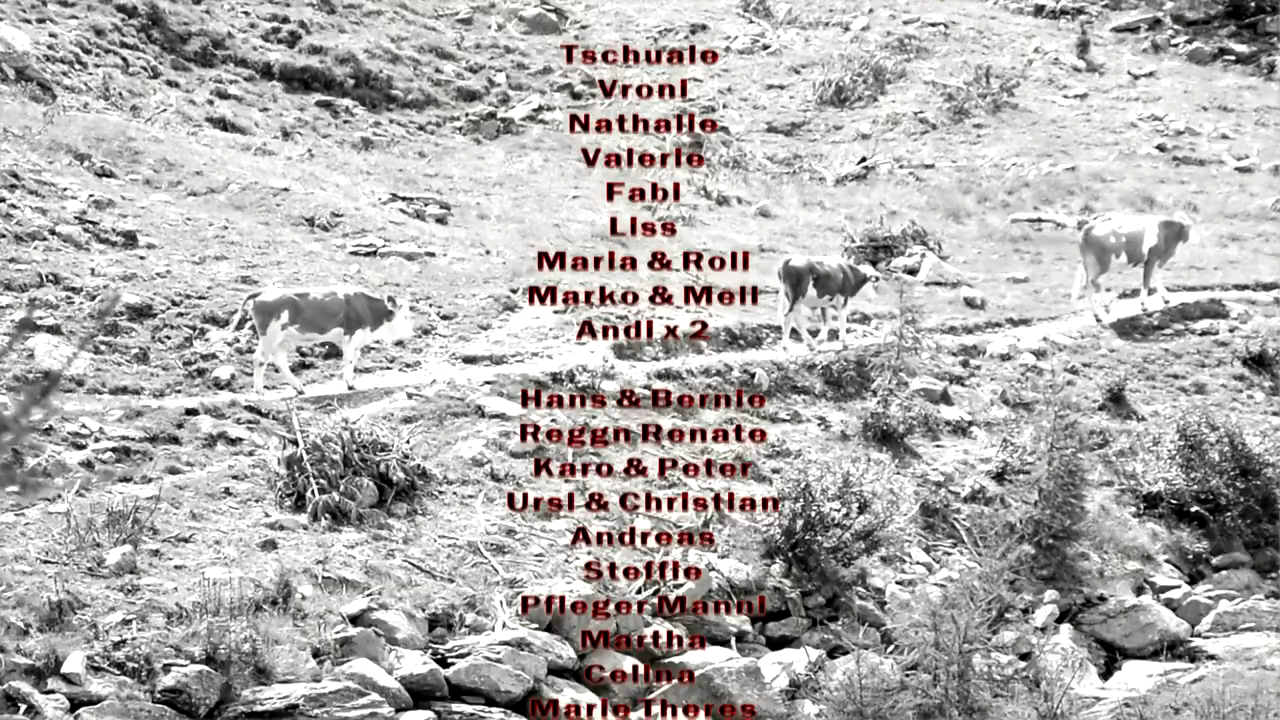 Tschuale
Vroni
Nathalie
Valerie
Fabi
Liss
Maria & Roli
Marko & Meli
Andi x 2
Hans & Bernie
Reggn Renate
Karo & Peter
Ursi & Christian
Andreas
Steffie
Pfleger Manni
Martha
Celina
Marie Theres